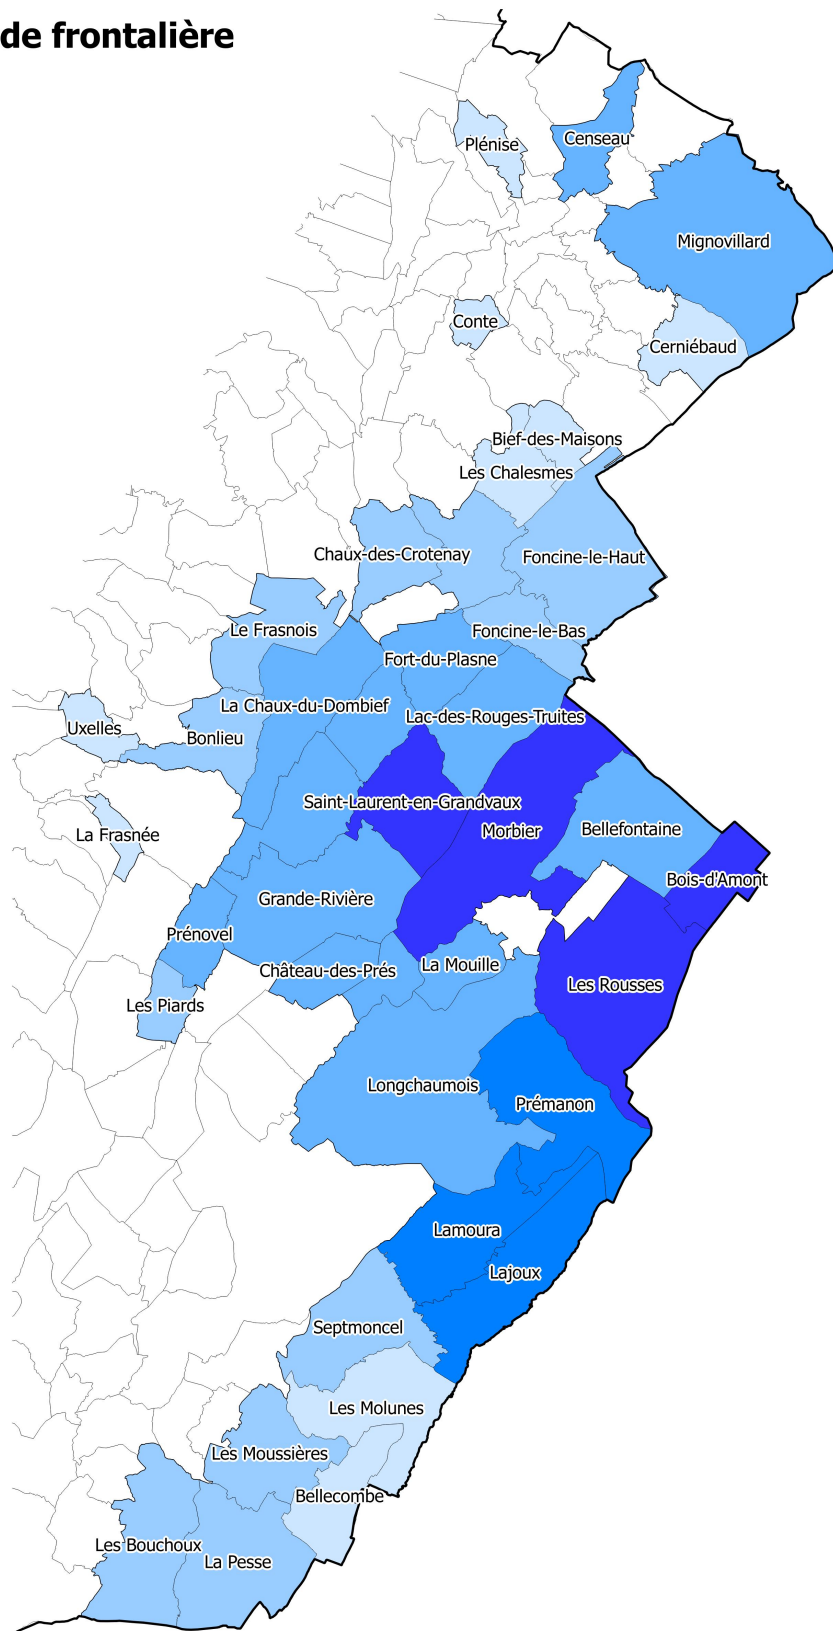 de frontalière
Censeau
Plénise
Mignovillard
Conte
Cerniébaud
Bief-des-Maisons
Les Chalesmes
Chaux-des-Crotenay
Foncine-le-Haut
Le Frasnois
Foncine-le-Bas
Fort-du-Plasne
La Chaux-du-Dombief
Lac-des-Rouges-Truites
Uxelles
Bonlieu
Saint-Laurent-en-Grandvaux
La Frasnée
Morbier
Bellefontaine
Bois-d'Amont
Grande-Rivière
Prénovel
La Mouille
Château-des-Prés
Les Rousses
Les Piards
Longchaumois
Prémanon
Lamoura
Lajoux
Septmoncel
Les Molunes
Les Moussières
Bellecombe
Les Bouchoux
La Pesse